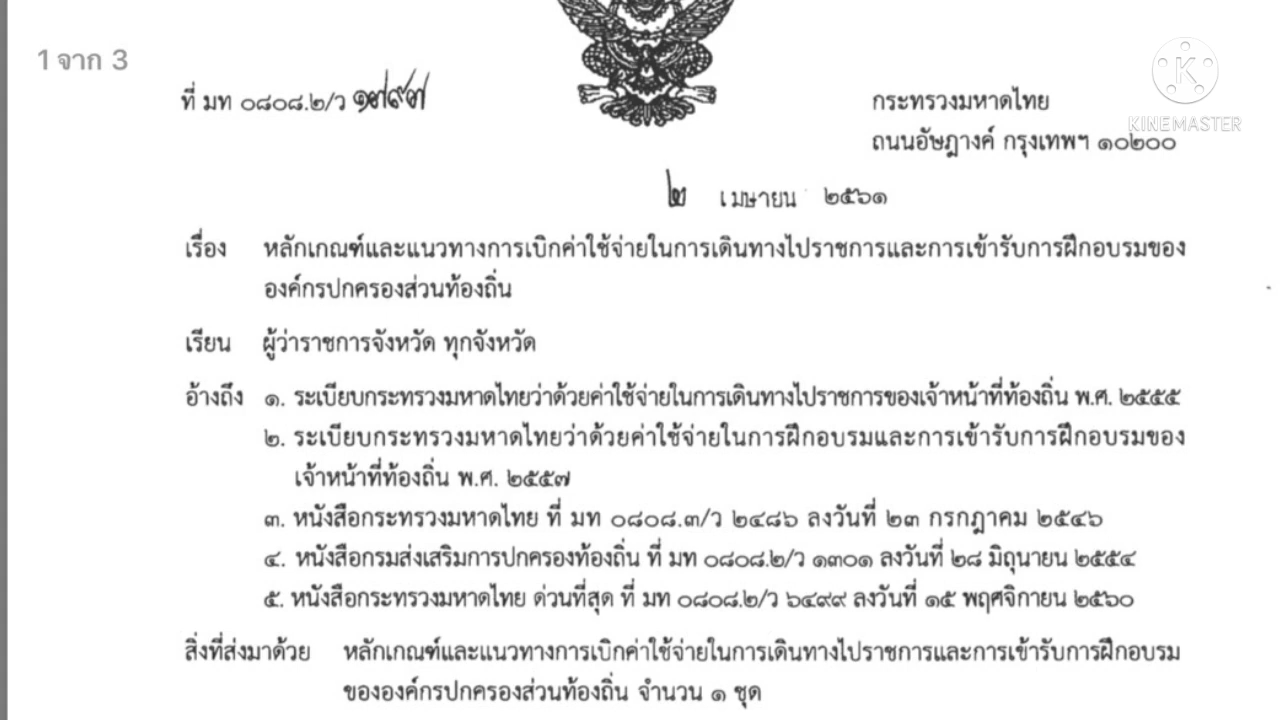 1 จาก 3
ที่ มท ๐๘๐๘.๒/ว ๑๗๙๗
กระทรวงมหาดไทย
KINEMASTER
ถนนอัษฎางค์ กรุงเทพฯ ๑๐๒๐๐
๒ เมษายน ๒๕๖๑
เรื่อง หลักเกณฑ์และแนวทางการเบิกค่าใช้จ่ายในการเดินทางไปราชการและการเข้ารับการฝึกอบรมของ
องค์กรปกครองส่วนท้องถิ่น
เรียน ผู้ว่าราชการจังหวัด ทุกจังหวัด
อ้างถึง ๑. ระเบียบกระทรวงมหาดไทยว่าด้วยค่าใช้จ่ายในการเดินทางไปราชการของเจ้าหน้าที่ท้องถิ่น พ.ศ. ๒๕๕๕
๒. ระเบียบกระทรวงมหาดไทยว่าด้วยค่าใช้จ่ายในการฝึกอบรมและการเข้ารับการฝึกอบรมของ
เจ้าหน้าที่ท้องถิ่น พ.ศ. ๒๕๕๗
๓. หนังสือกระทรวงมหาดไทย ที่ มท ๐๘๐๘.๓/ว ๒๔๘๖ ลงวันที่ ๒๓ กรกฎาคม ๒๕๔๖
๔. หนังสือกรมส่งเสริมการปกครองท้องถิ่น ที่ มท ๐๘๐๘.๒/ว ๑๓๐๑ ลงวันที่ ๒๘ มิถุนายน ๒๕๕๔
๕. หนังสือกระทรวงมหาดไทย ด่วนที่สุด ที่ มท ๐๘๐๘.๒/ว ๖๔๙๙ ลงวันที่ ๑๕ พฤศจิกายน ๒๕๖๐
สิ่งที่ส่งมาด้วย หลักเกณฑ์และแนวทางการเบิกค่าใช้จ่ายในการเดินทางไปราชการและการเข้ารับการฝึกอบรม
ขององค์กรปกครองส่วนท้องถิ่น จำนวน ๑ ชุด